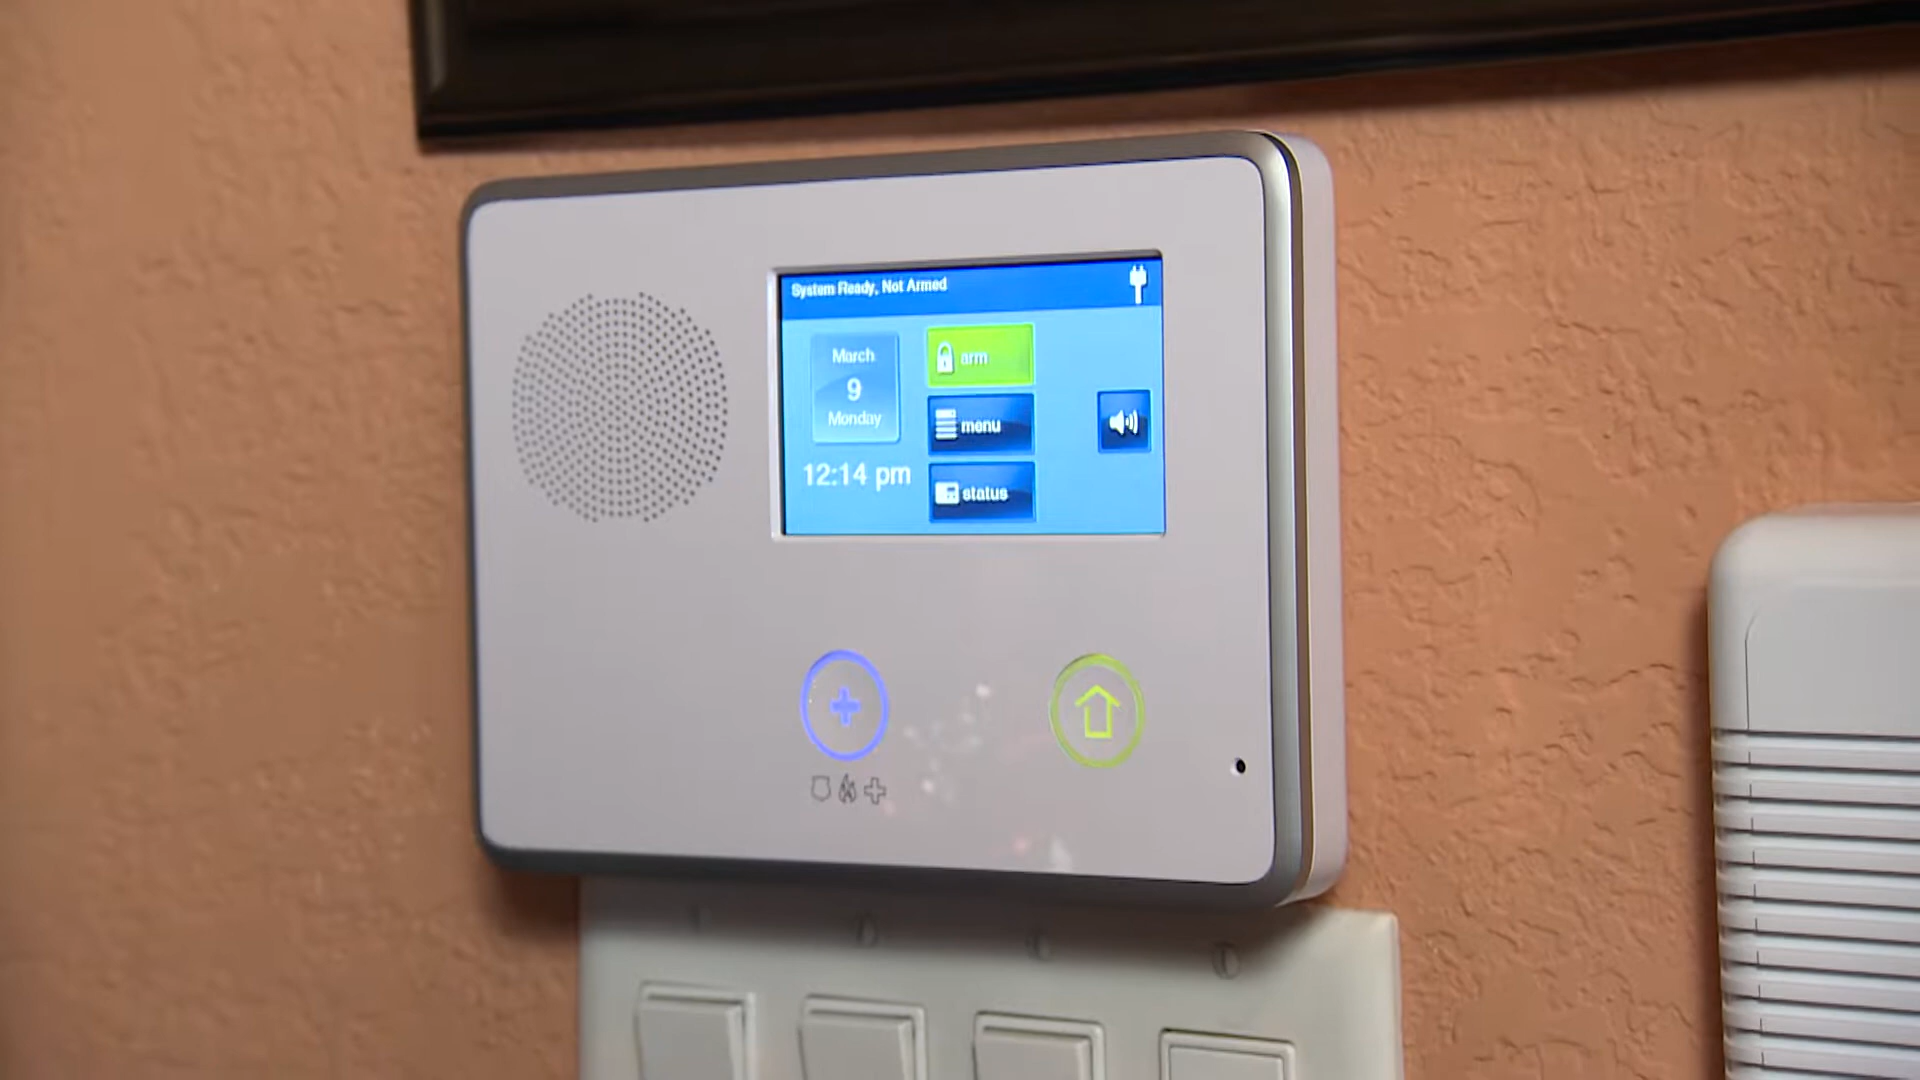 System Ready, Not Armed
March
9
Monday
12:14 pm
arm
menu
status